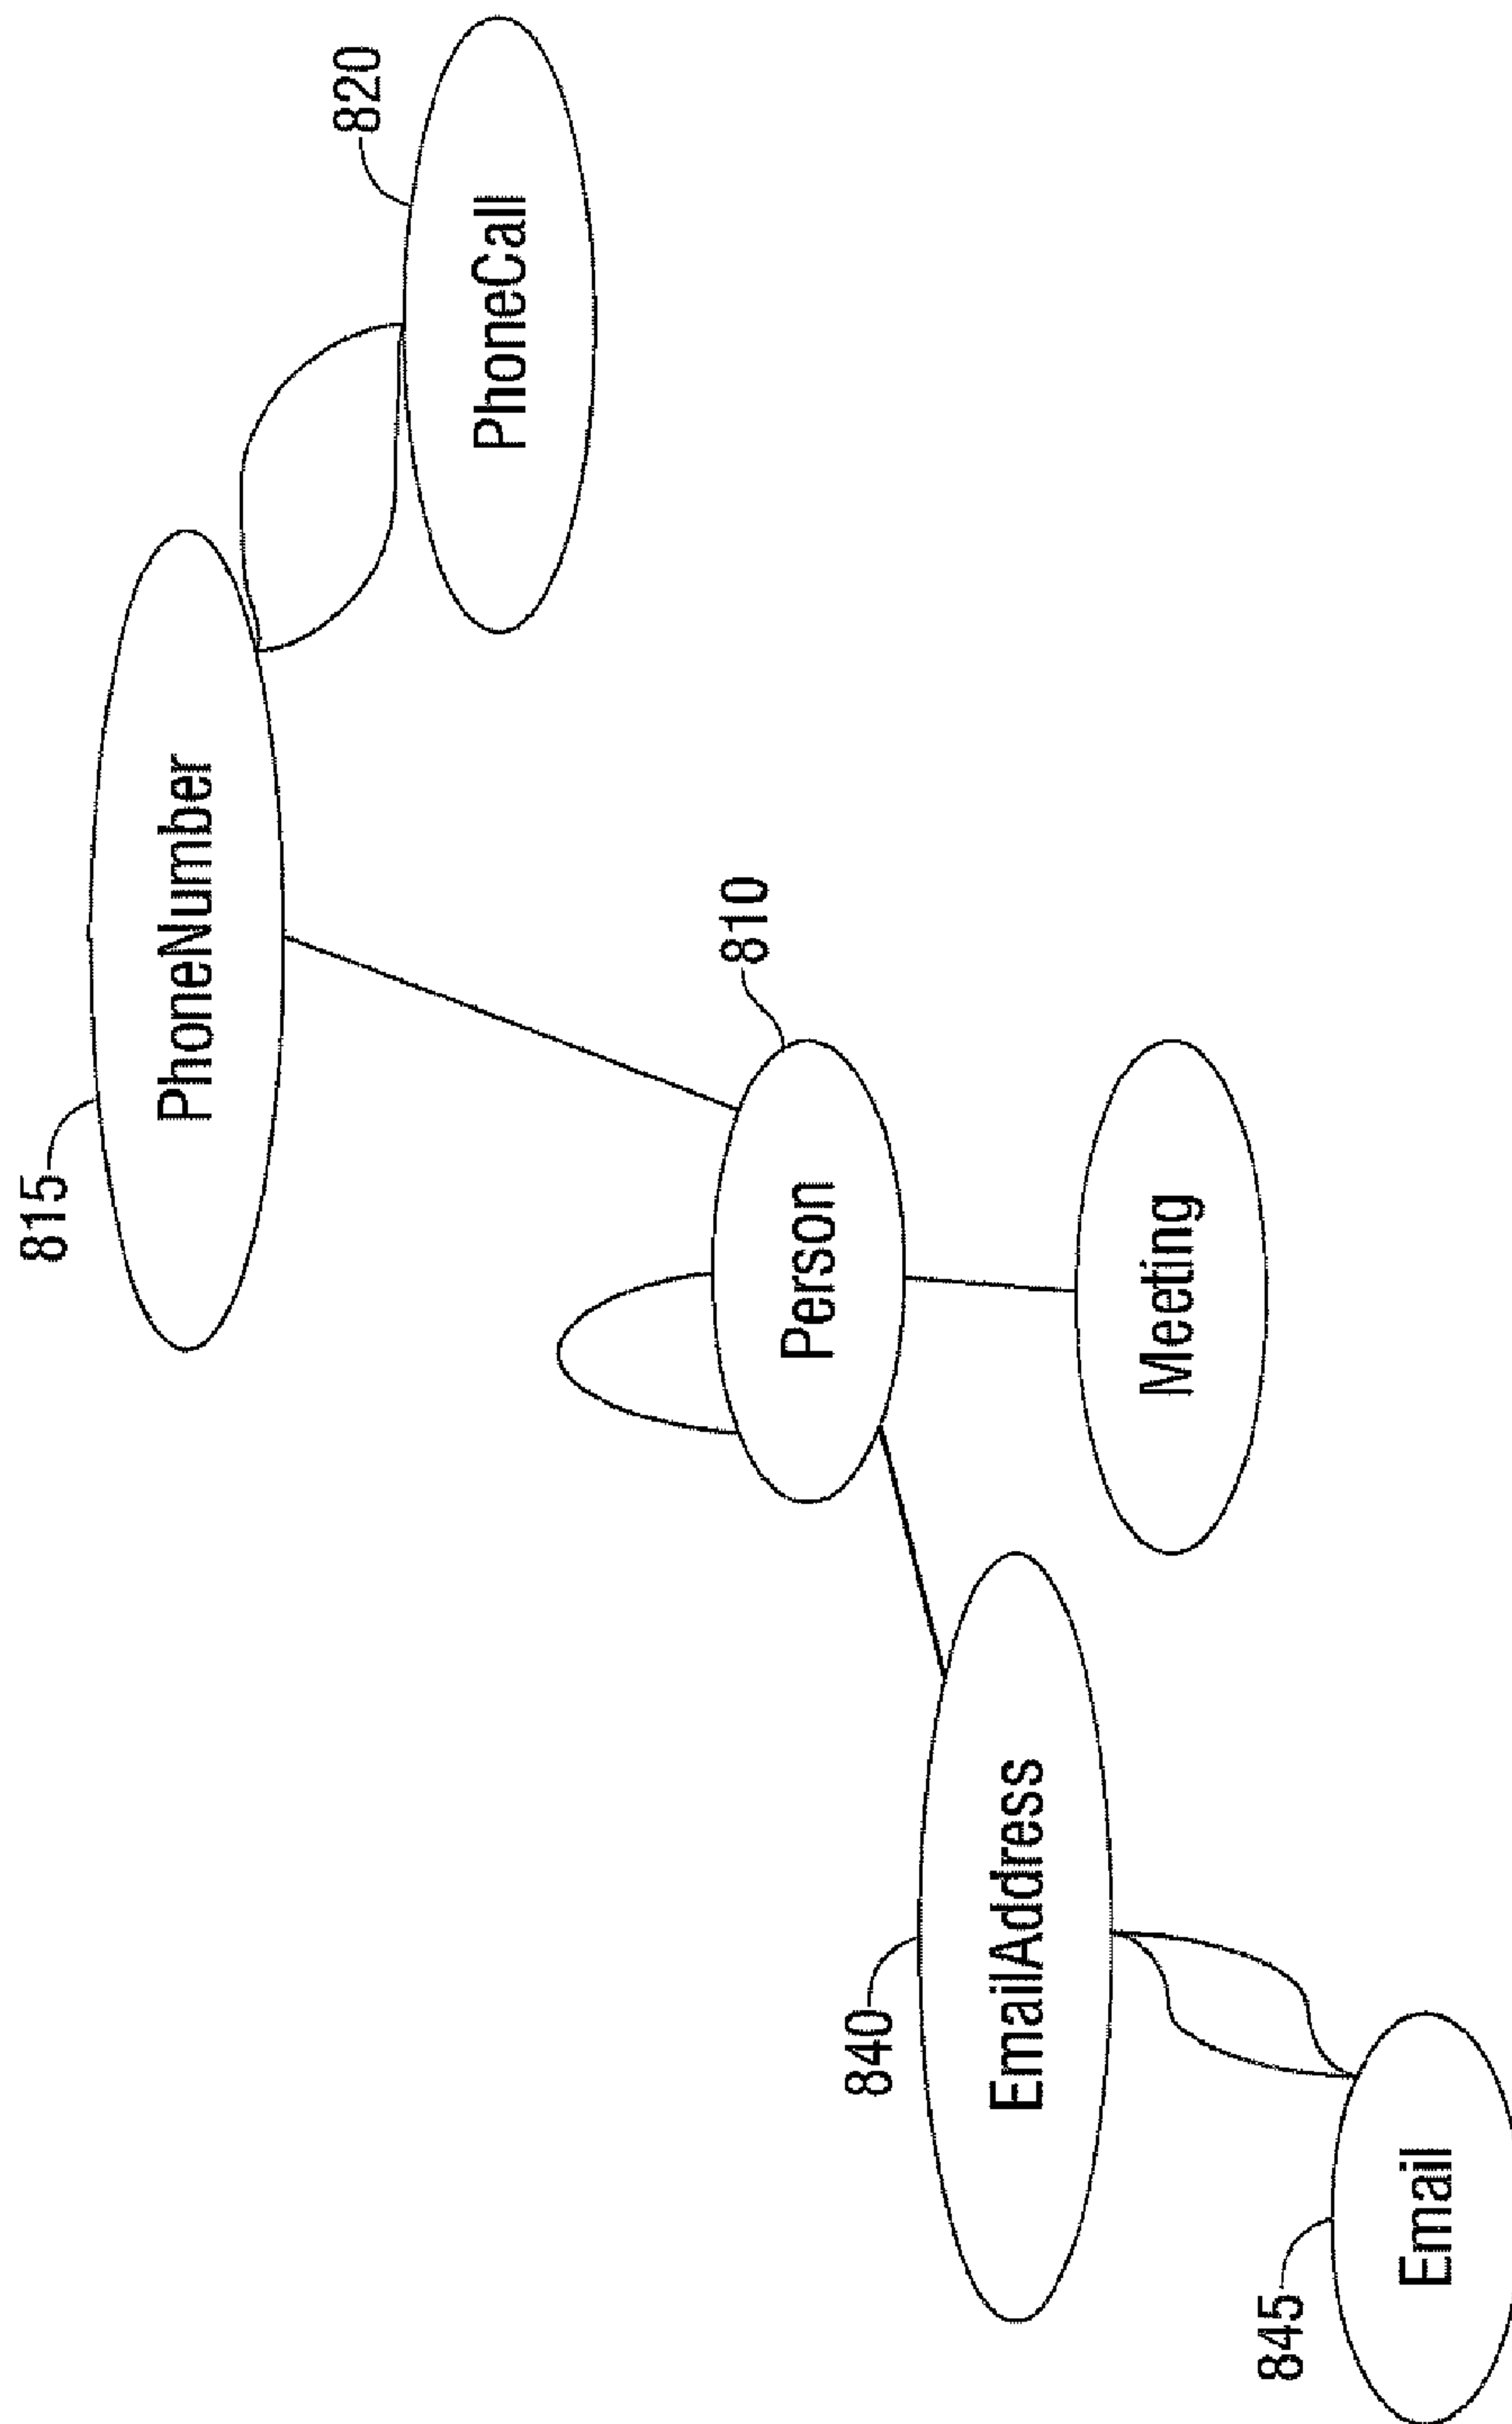 815
PhoneNumber
820
PhoneCall
810
Person
Meeting
840
EmailAddress
845
Email